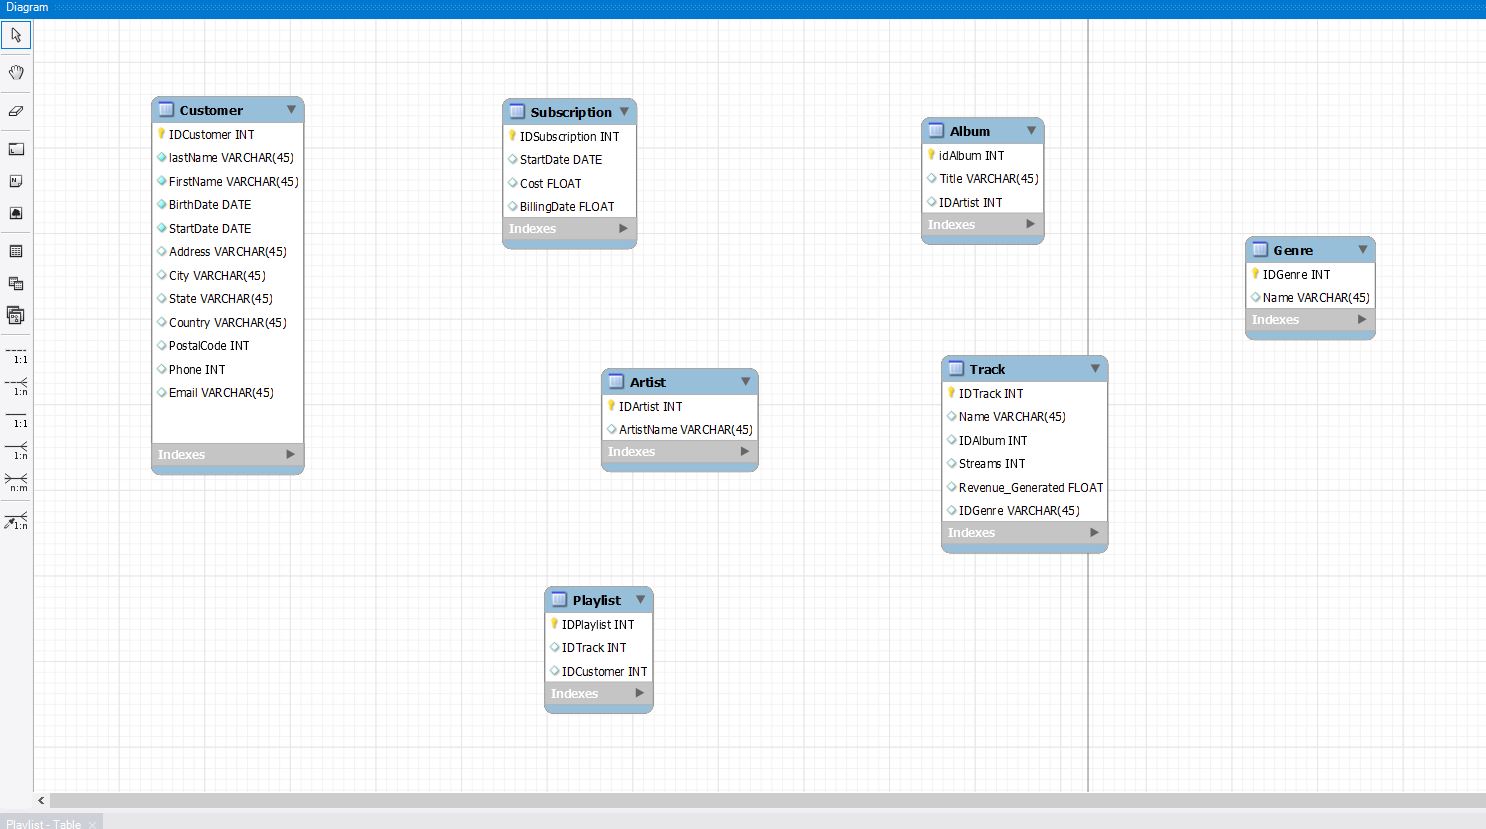 Diagram
Customer
IDCustomer INT
lastName VARCHAR(45)
FirstName VARCHAR(45)
BirthDate DATE
StartDate DATE
Address VARCHAR(45)
City VARCHAR(45)
State VARCHAR(45)
Country VARCHAR(45)
PostalCode INT
Phone INT
Email VARCHAR(45)
Indexes
Subscription
IDSubscription INT
StartDate DATE
Cost FLOAT
BillingDate FLOAT
Indexes
Album
idAlbum INT
Title VARCHAR(45)
IDArtist INT
Indexes
Genre
IDGenre INT
Name VARCHAR(45)
Indexes
Artist
IDArtist INT
ArtistName VARCHAR(45)
Indexes
Track
IDTrack INT
Name VARCHAR(45)
IDAlbum INT
Streams INT
Revenue_Generated FLOAT
IDGenre VARCHAR(45)
Indexes
Playlist
IDPlaylist INT
IDTrack INT
IDCustomer INT
Indexes
1:1
1:n
1:1
1:n
n:m
1:n
Playlist - Table